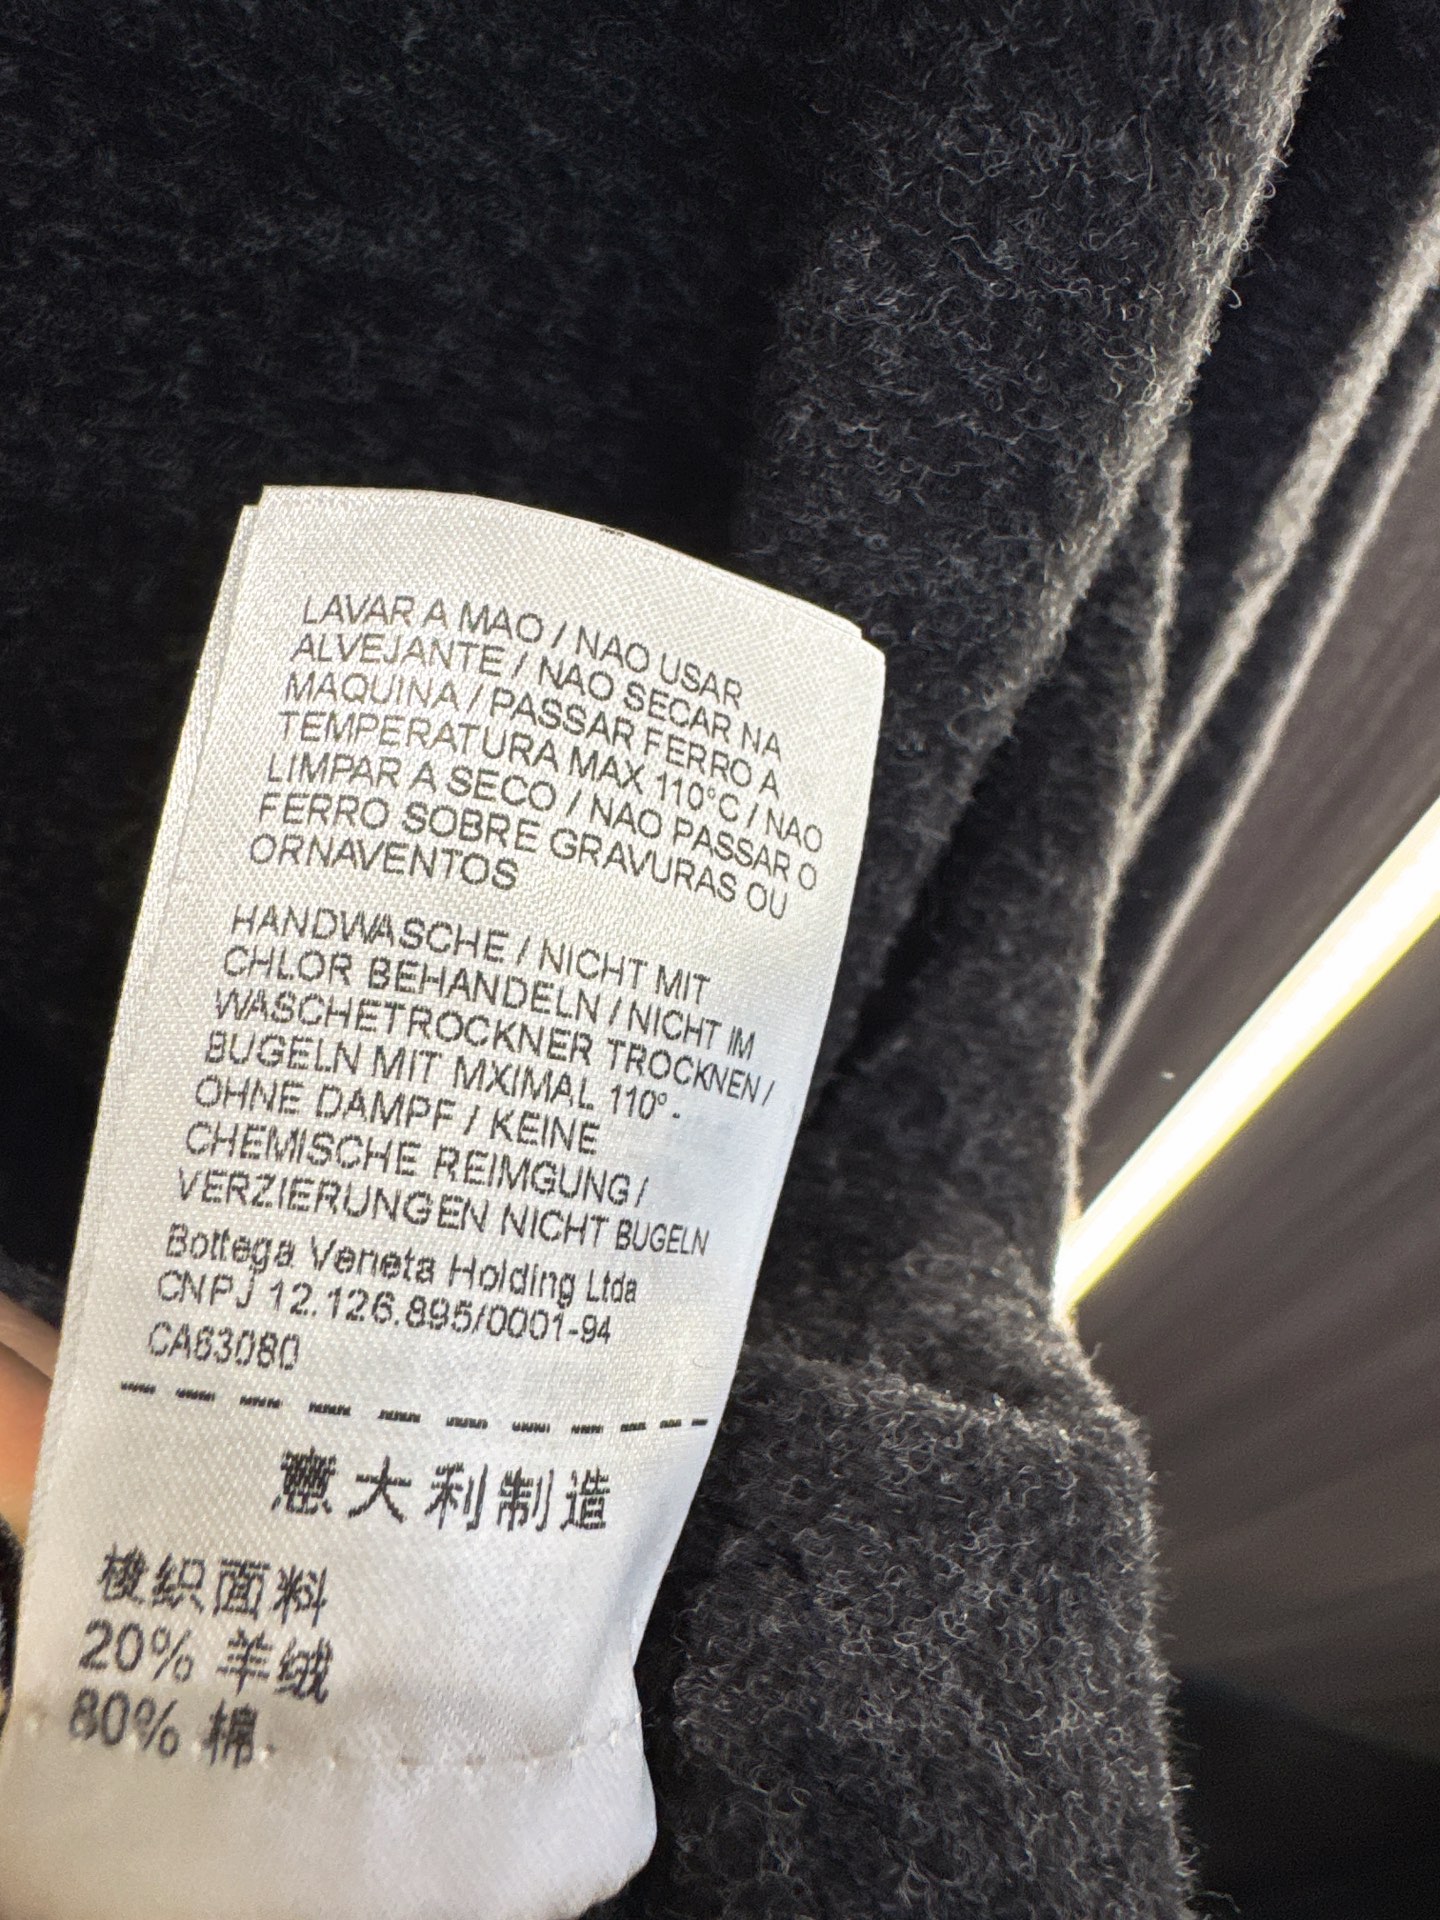 LAVAR A MAO / NAO USAR
ALVEJANTE / NAO SECAR NA
MAQUINA / PASSAR FERRO A
TEMPERATURA MAX 110°C / NAO
LIMPAR A SECO / NAO PASSAR O
FERRO SOBRE GRAVURAS OU
ORNAVENTOS
HANDWASCHE / NICHT MIT
CHLOR BEHANDELN / NICHT IM
WASCHETROCKNER TROCKNEN /
BUGELN MIT MXIMAL 110° -
OHNE DAMPF / KEINE
CHEMISCHE REIMGUNG /
VERZIERUNGEN NICHT BUGELN
Bottega Veneta Holding Ltda
CNPJ 12.126.895/0001-94
CA63080
意大利制造
梭织面料
20% 羊绒
80% 棉